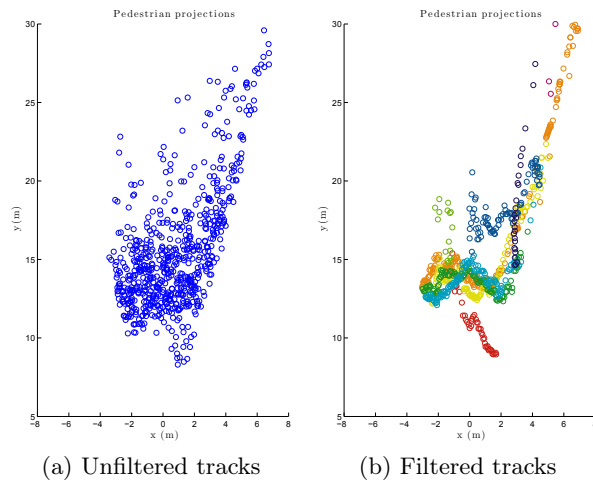 Pedestrian projections
30
25
20
15
10
5
y (m)
−8 −6 −4 −2 0 2 4 6 8
x (m)
(a) Unfiltered tracks
Pedestrian projections
30
25
20
15
10
5
y (m)
−8 −6 −4 −2 0 2 4 6 8
x (m)
(b) Filtered tracks